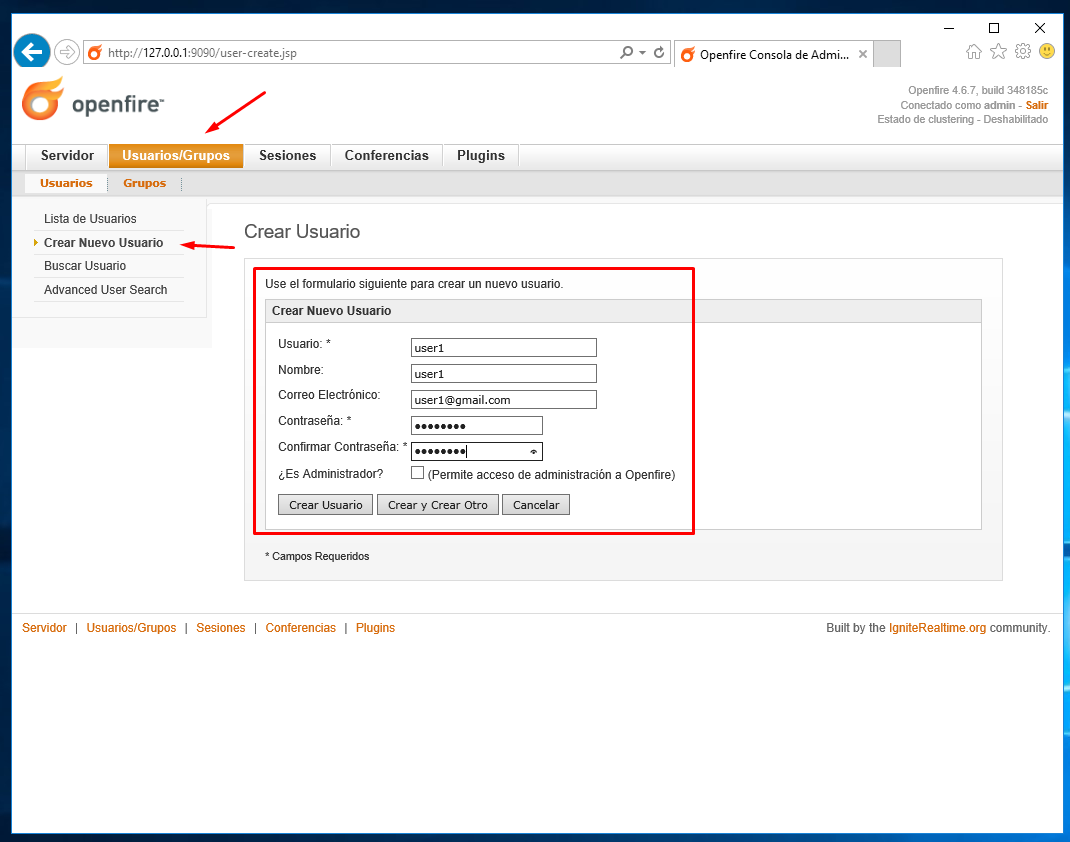 http://127.0.0.1:9090/user-create.jsp
Openfire Consola de Admi...
openfire™
Openfire 4.6.7, build 348185c
Conectado como admin - Salir
Estado de clustering - Deshabilitado
Servidor Usuarios/Grupos Sesiones Conferencias Plugins
Usuarios Grupos
Lista de Usuarios
Crear Nuevo Usuario
Buscar Usuario
Advanced User Search
Crear Usuario
Use el formulario siguiente para crear un nuevo usuario.
Crear Nuevo Usuario
Usuario: * user1
Nombre: user1
Correo Electrónico: user1@gmail.com
Contraseña: * ●●●●●●●●
Confirmar Contraseña: * ●●●●●●●●
¿Es Administrador? (Permite acceso de administración a Openfire)
Crear Usuario Crear y Crear Otro Cancelar
* Campos Requeridos
Servidor | Usuarios/Grupos | Sesiones | Conferencias | Plugins
Built by the IgniteRealtime.org community.